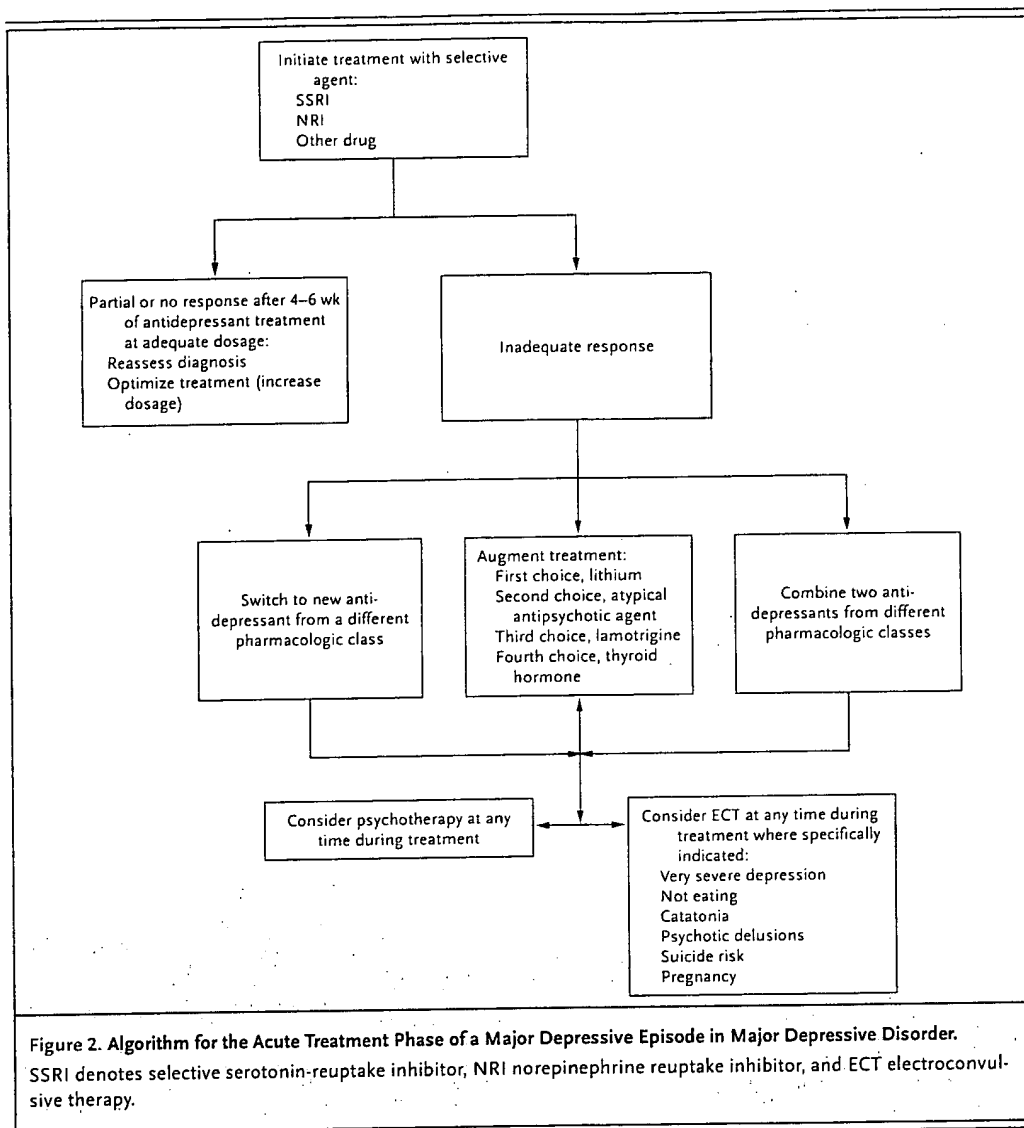 Initiate treatment with selective
agent:
SSRI
NRI
Other drug
Partial or no response after 4–6 wk
of antidepressant treatment
at adequate dosage:
Reassess diagnosis
Optimize treatment (increase
dosage)
Inadequate response
Switch to new anti-
depressant from a different
pharmacologic class
Augment treatment:
First choice, lithium
Second choice, atypical
antipsychotic agent
Third choice, lamotrigine
Fourth choice, thyroid
hormone
Combine two anti-
depressants from different
pharmacologic classes
Consider psychotherapy at any
time during treatment
Consider ECT at any time during
treatment where specifically
indicated:
Very severe depression
Not eating
Catatonia
Psychotic delusions
Suicide risk
Pregnancy
Figure 2. Algorithm for the Acute Treatment Phase of a Major Depressive Episode in Major Depressive Disorder.
SSRI denotes selective serotonin-reuptake inhibitor, NRI norepinephrine reuptake inhibitor, and ECT electroconvul-
sive therapy.